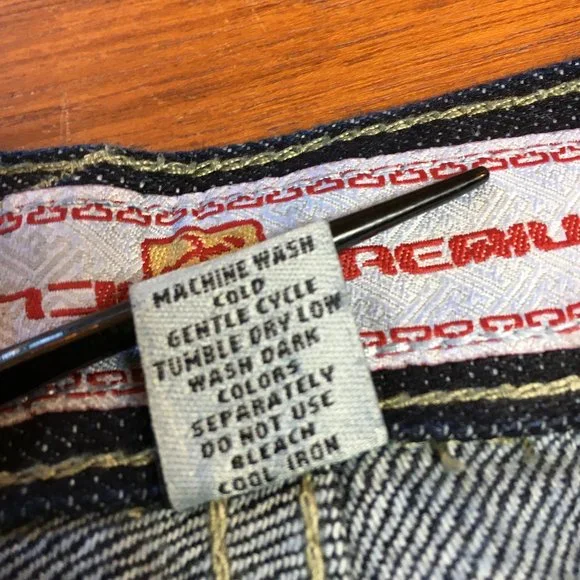 MACHINE WASH
COLD
GENTLE CYCLE
TUMBLE DRY LOW
WASH DARK
COLORS
SEPARATELY
DO NOT USE
BLEACH
COOL IRON